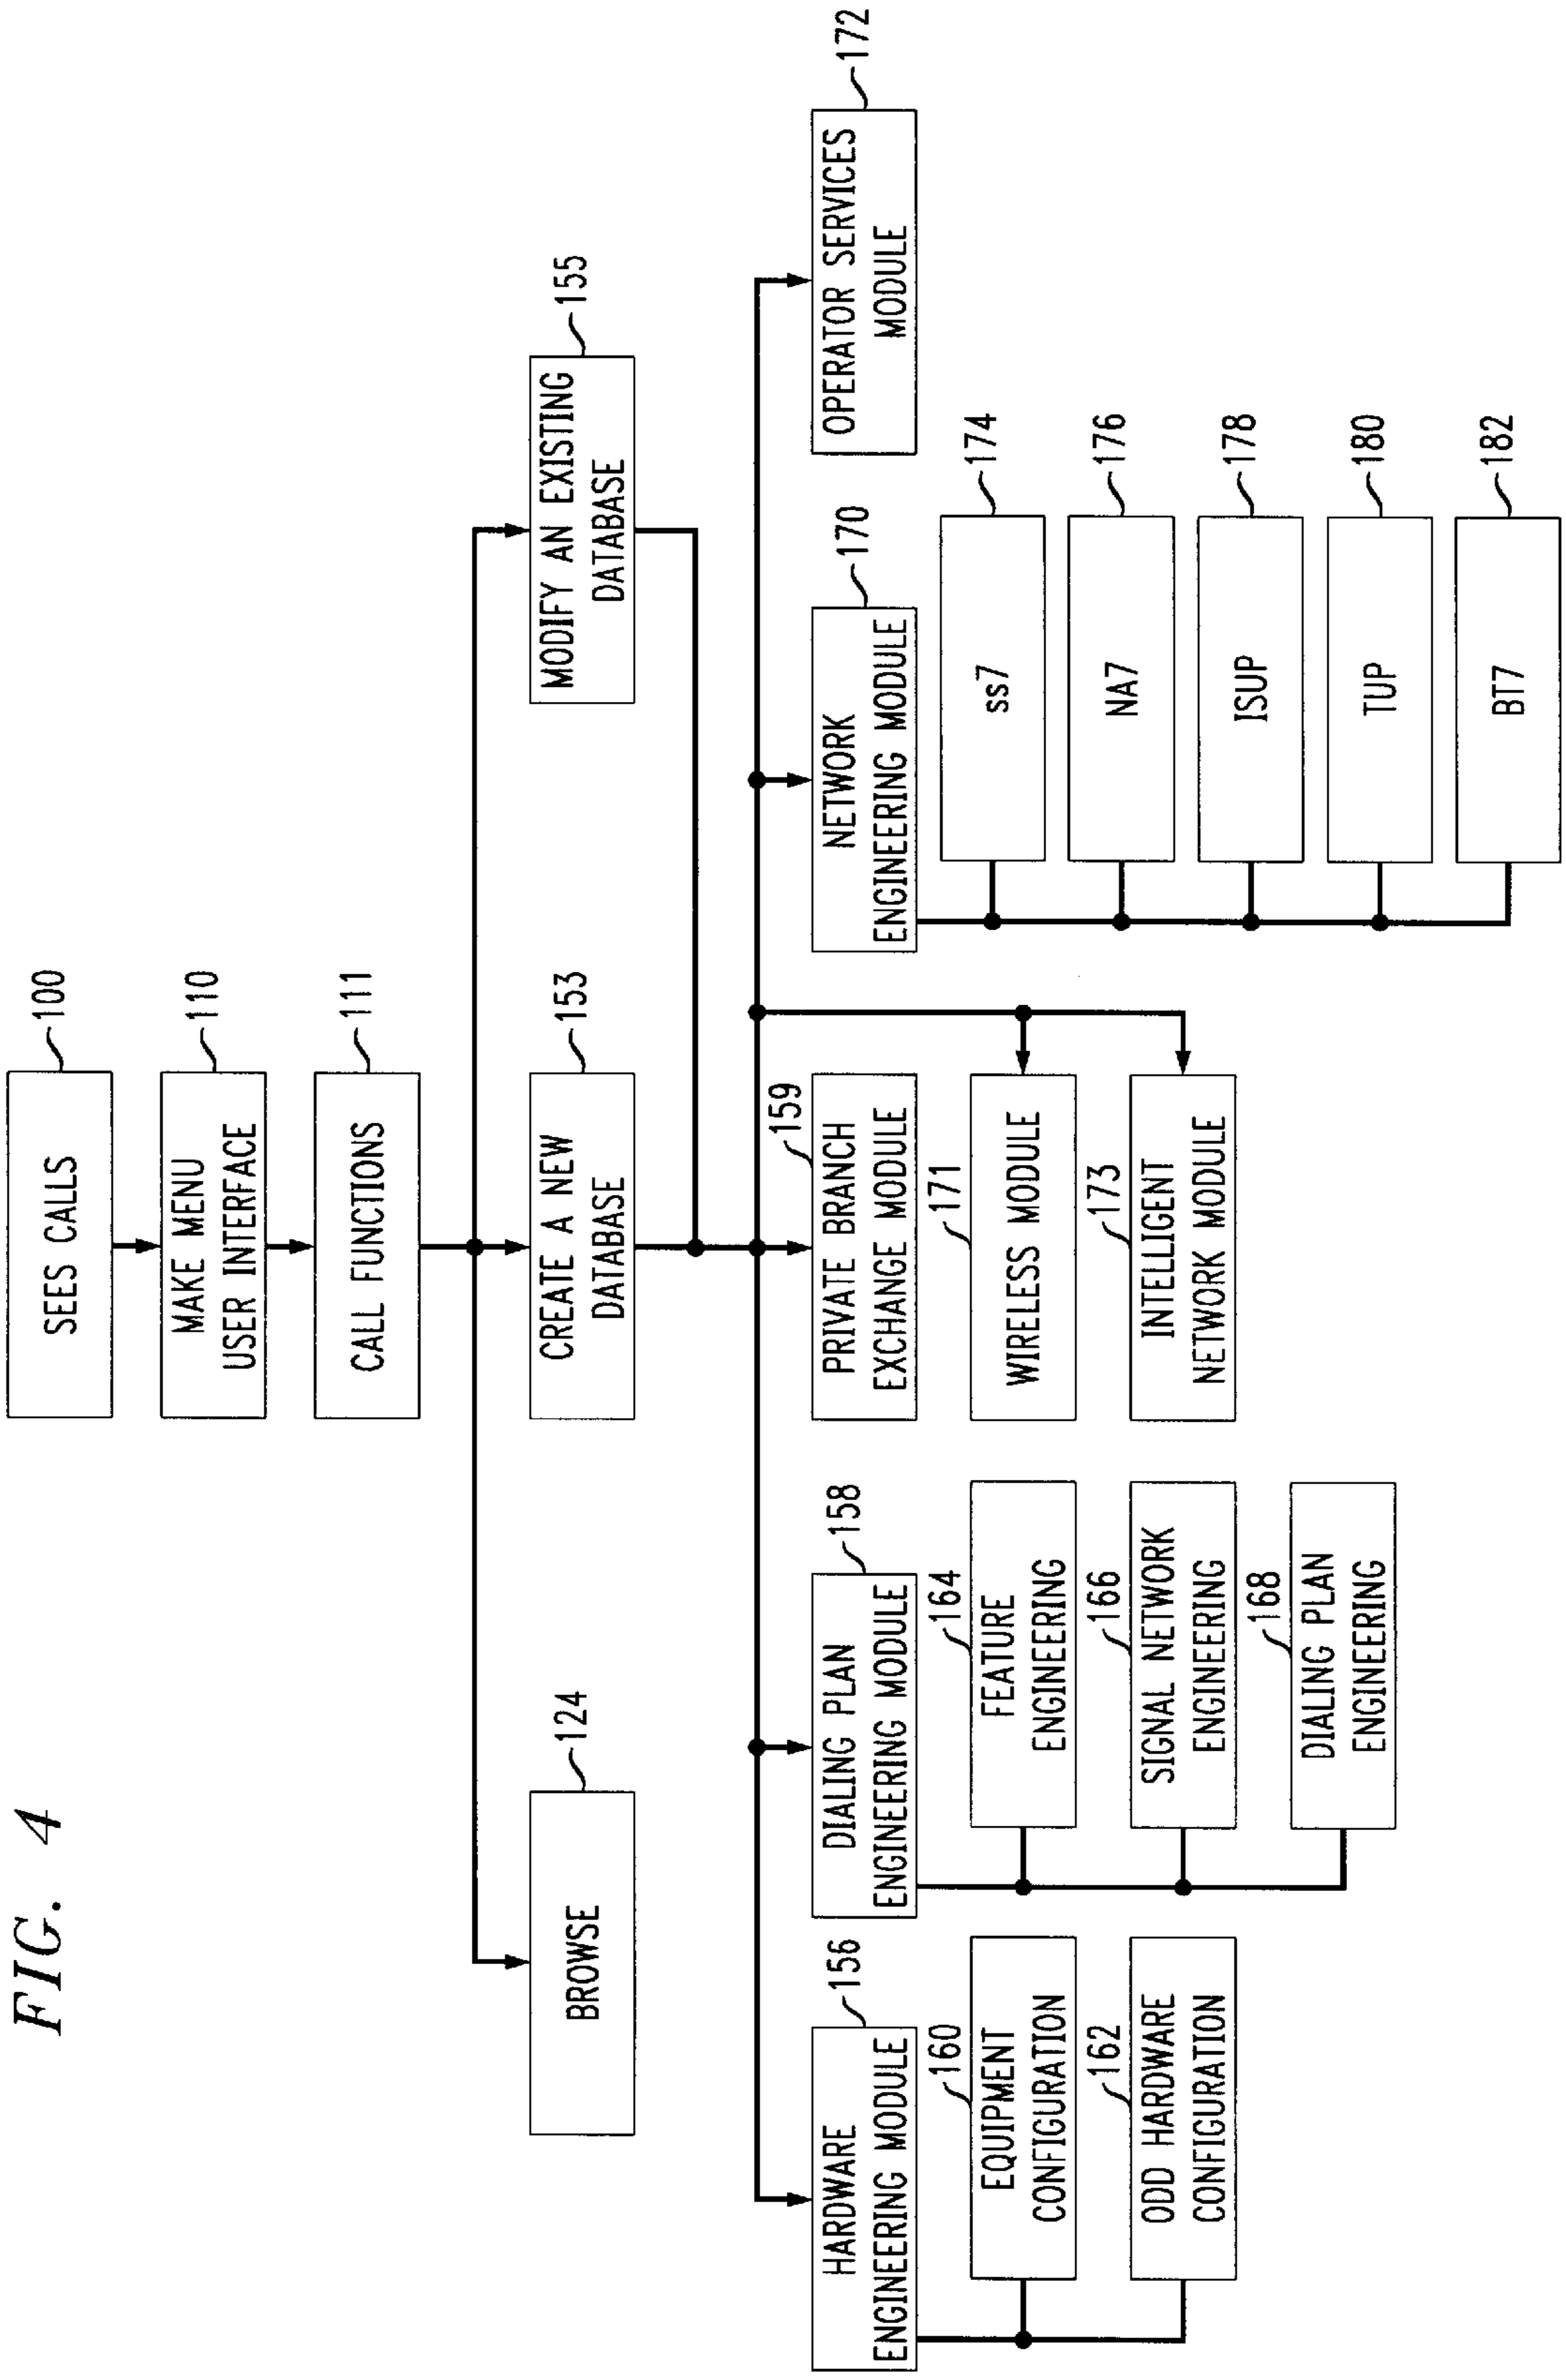 FIG. 4
SEES CALLS
100
MAKE MENU
USER INTERFACE
110
CALL FUNCTIONS
111
BROWSE
124
CREATE A NEW
DATABASE
153
MODIFY AN EXISTING
DATABASE
155
HARDWARE
ENGINEERING MODULE
156
160
EQUIPMENT
CONFIGURATION
162
ODD HARDWARE
CONFIGURATION
DIALING PLAN
ENGINEERING MODULE
158
164
FEATURE
ENGINEERING
166
SIGNAL NETWORK
ENGINEERING
168
DIALING PLAN
ENGINEERING
159
PRIVATE BRANCH
EXCHANGE MODULE
171
WIRELESS MODULE
173
INTELLIGENT
NETWORK MODULE
NETWORK
ENGINEERING MODULE
170
ss7
174
NA7
176
ISUP
178
TUP
180
BT7
182
OPERATOR SERVICES
MODULE
172